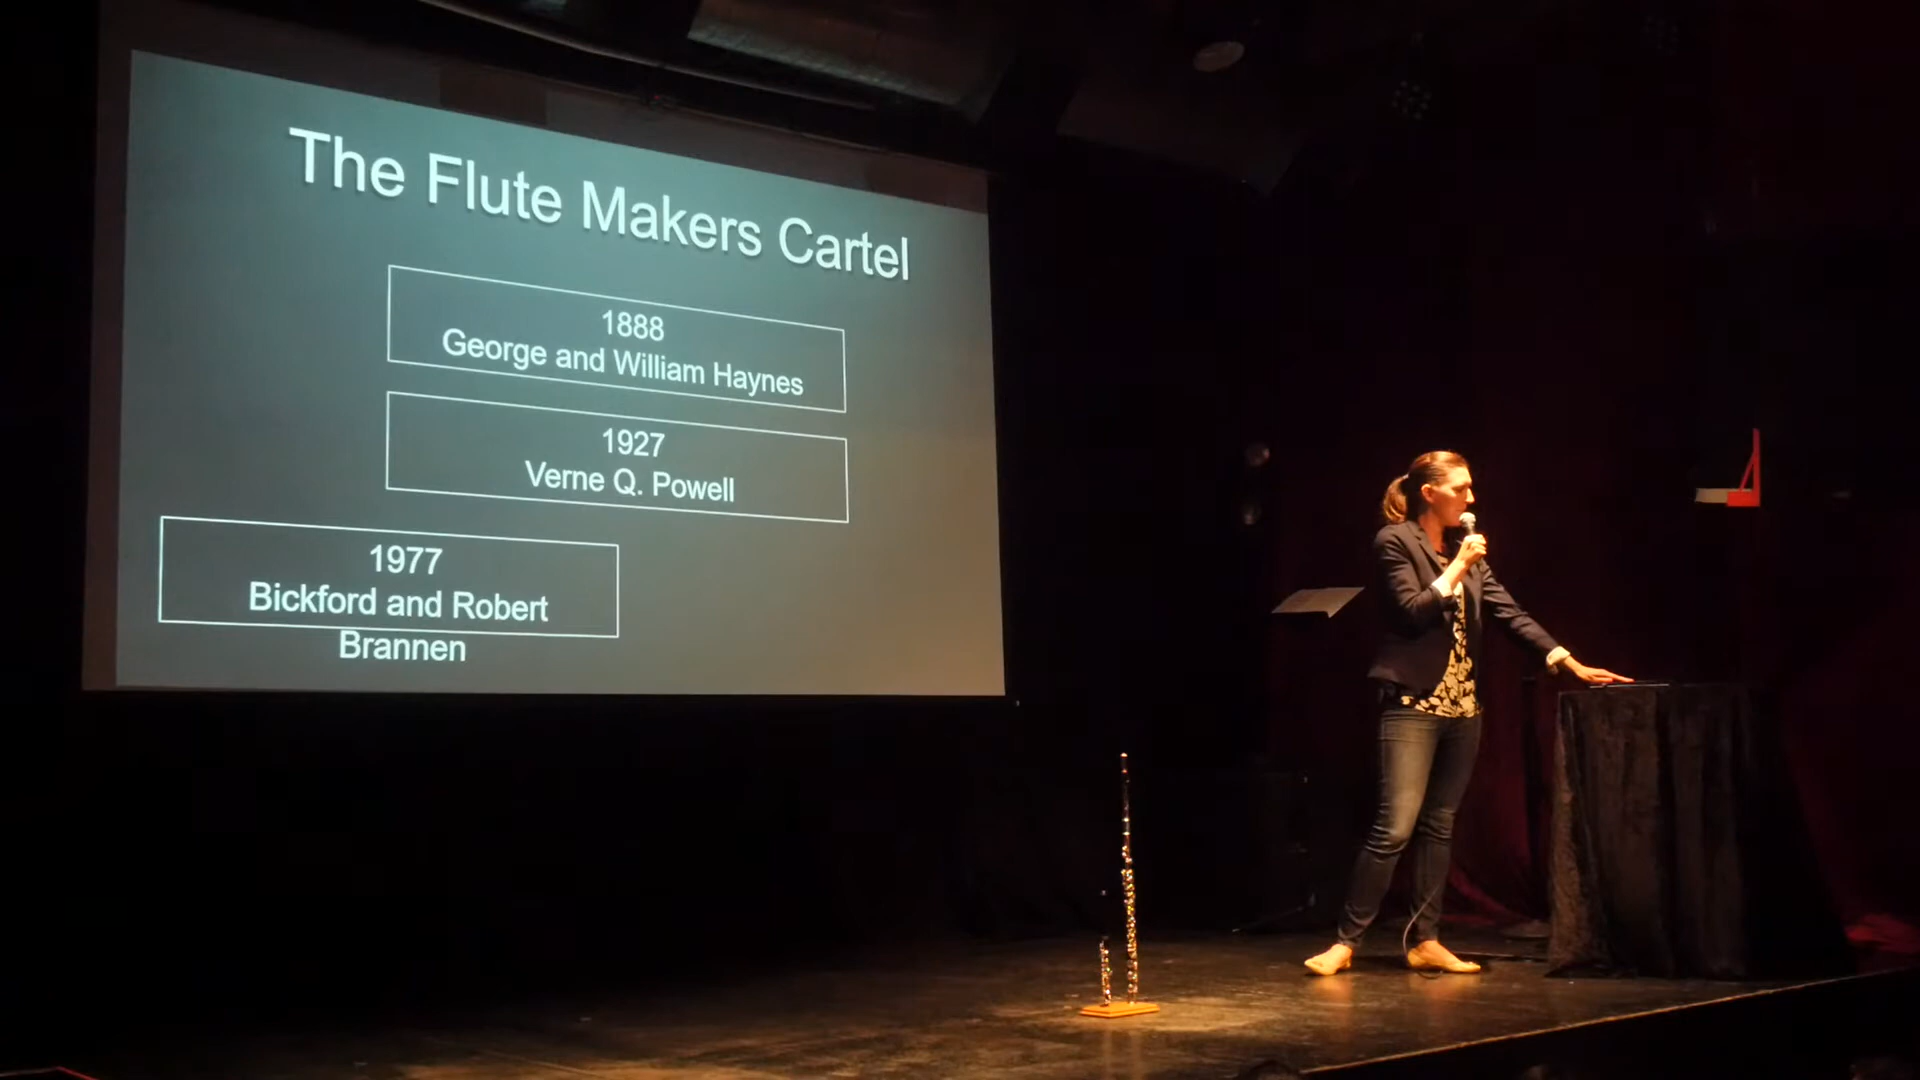 The Flute Makers Cartel
1888
George and William Haynes
1927
Verne Q. Powell
1977
Bickford and Robert
Brannen